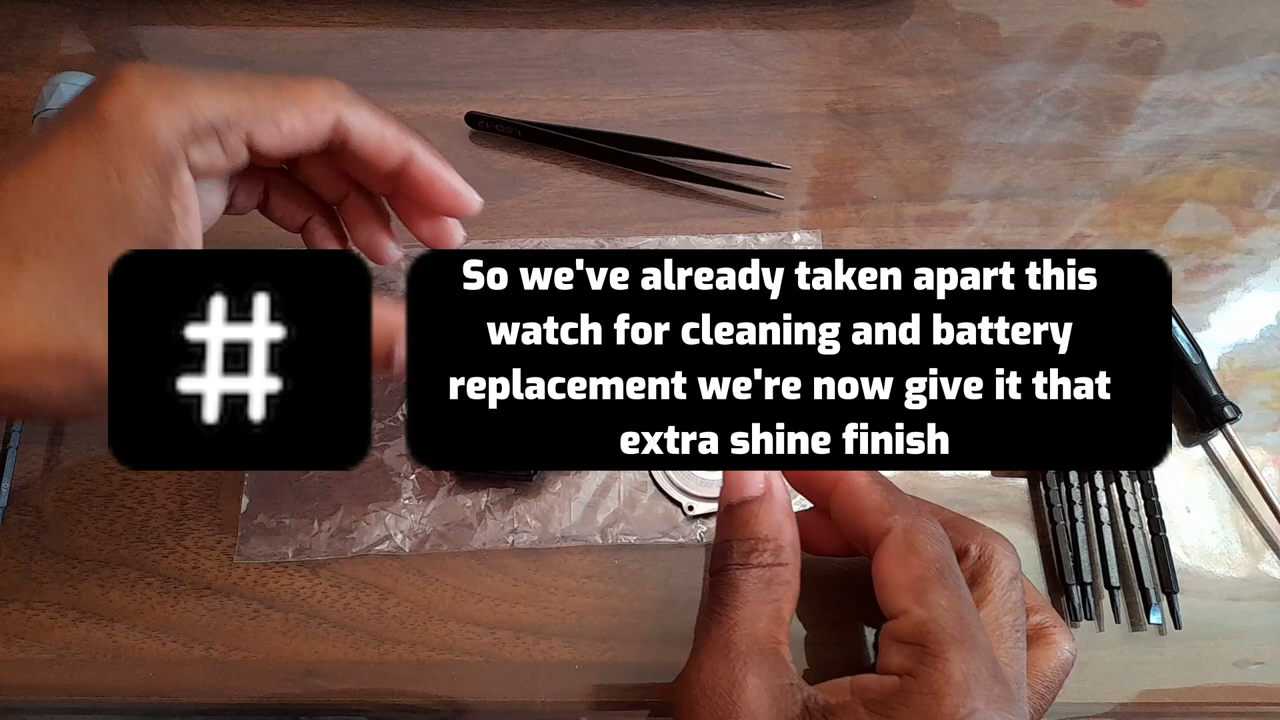 #
So we've already taken apart this
watch for cleaning and battery
replacement we're now give it that
extra shine finish